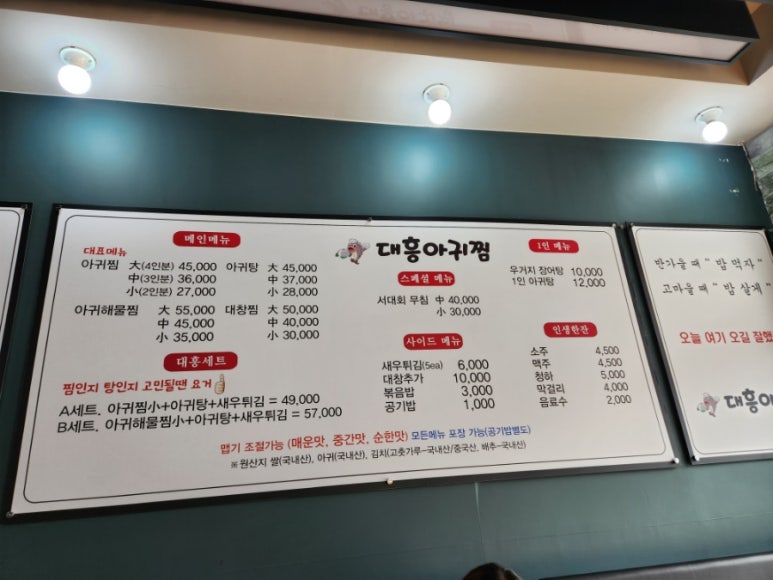 대흥아귀찜
메인메뉴
대표메뉴
아귀찜 大(4인분) 45,000
中(3인분) 36,000
小(2인분) 27,000
아귀탕 大 45,000
中 37,000
小 28,000
아귀해물찜 大 55,000
中 45,000
小 35,000
대창찜 大 50,000
中 40,000
小 30,000
대흥세트
찜인지 탕인지 고민될땐 요거
A세트. 아귀찜小+아귀탕+새우튀김 = 49,000
B세트. 아귀해물찜小+아귀탕+새우튀김 = 57,000
스페셜 메뉴
서대회 무침 中 40,000
小 30,000
사이드 메뉴
새우튀김(5ea) 6,000
대창추가 10,000
볶음밥 3,000
공기밥 1,000
1인 메뉴
우거지 장어탕 10,000
1인 아귀탕 12,000
인생한잔
소주 4,500
맥주 4,500
청하 5,000
막걸리 4,000
음료수 2,000
맵기 조절가능 (매운맛, 중간맛, 순한맛) 모든메뉴 포장 가능(공기밥별도)
※원산지 쌀(국내산), 아귀(국내산), 김치(고춧가루-국내산/중국산, 배추-국내산)
반가울 때 " 밥 먹자 "
고마울 때 " 밥 살게 "
오늘 여기 오길 잘했
대흥아